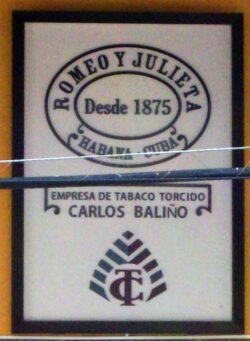 ROMEO Y JULIETA
Desde 1875
HABANA - CUBA
EMPRESA DE TABACO TORCIDO
CARLOS BALIÑO
TC